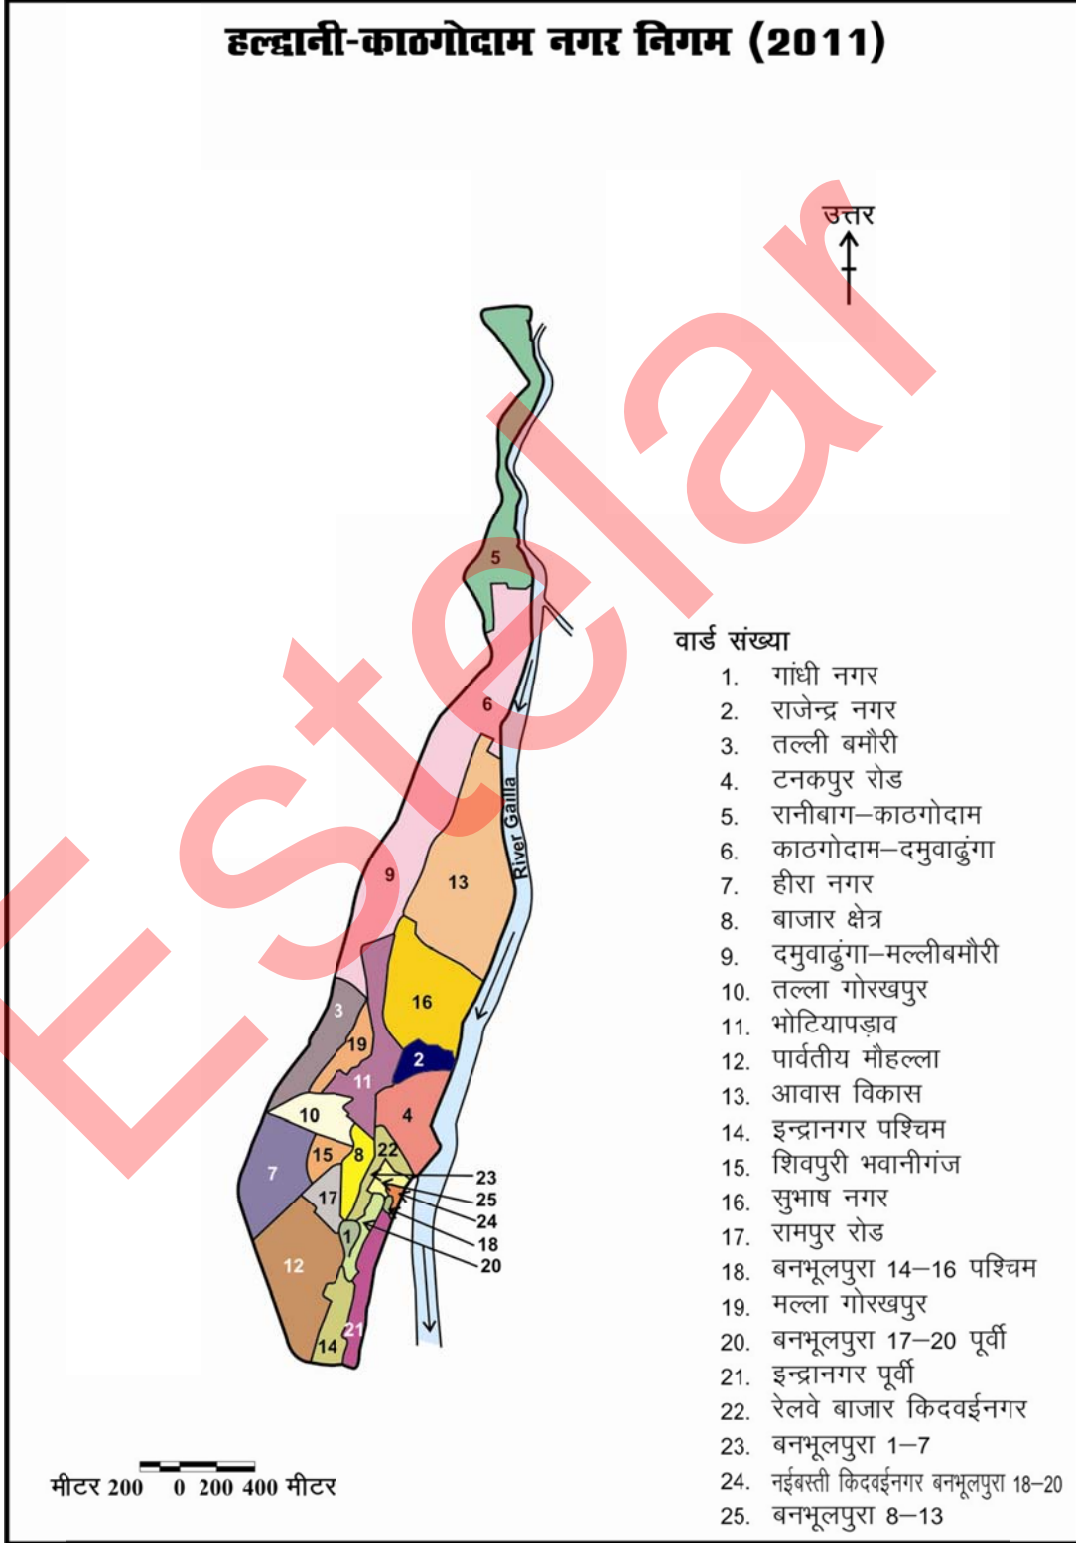 हल्द्वानी-काठगोदाम नगर निगम (2011)
उत्तर
5
6
River Gailla
9
13
16
3
19
2
11
10
4
22
8
15
7
23
17
25
24
1
18
12
20
21
14
वार्ड संख्या
1. गांधी नगर
2. राजेन्द्र नगर
3. तल्ली बमौरी
4. टनकपुर रोड
5. रानीबाग–काठगोदाम
6. काठगोदाम–दमुवाढुंगा
7. हीरा नगर
8. बाजार क्षेत्र
9. दमुवाढुंगा–मल्लीबमौरी
10. तल्ला गोरखपुर
11. भोटियापड़ाव
12. पार्वतीय मौहल्ला
13. आवास विकास
14. इन्द्रानगर पश्चिम
15. शिवपुरी भवानीगंज
16. सुभाष नगर
17. रामपुर रोड
18. बनभूलपुरा 14–16 पश्चिम
19. मल्ला गोरखपुर
20. बनभूलपुरा 17–20 पूर्वी
21. इन्द्रानगर पूर्वी
22. रेलवे बाजार किदवईनगर
23. बनभूलपुरा 1–7
24. नईबस्ती किदवईनगर बनभूलपुरा 18–20
25. बनभूलपुरा 8–13
मीटर 200 0 200 400 मीटर
Estelar